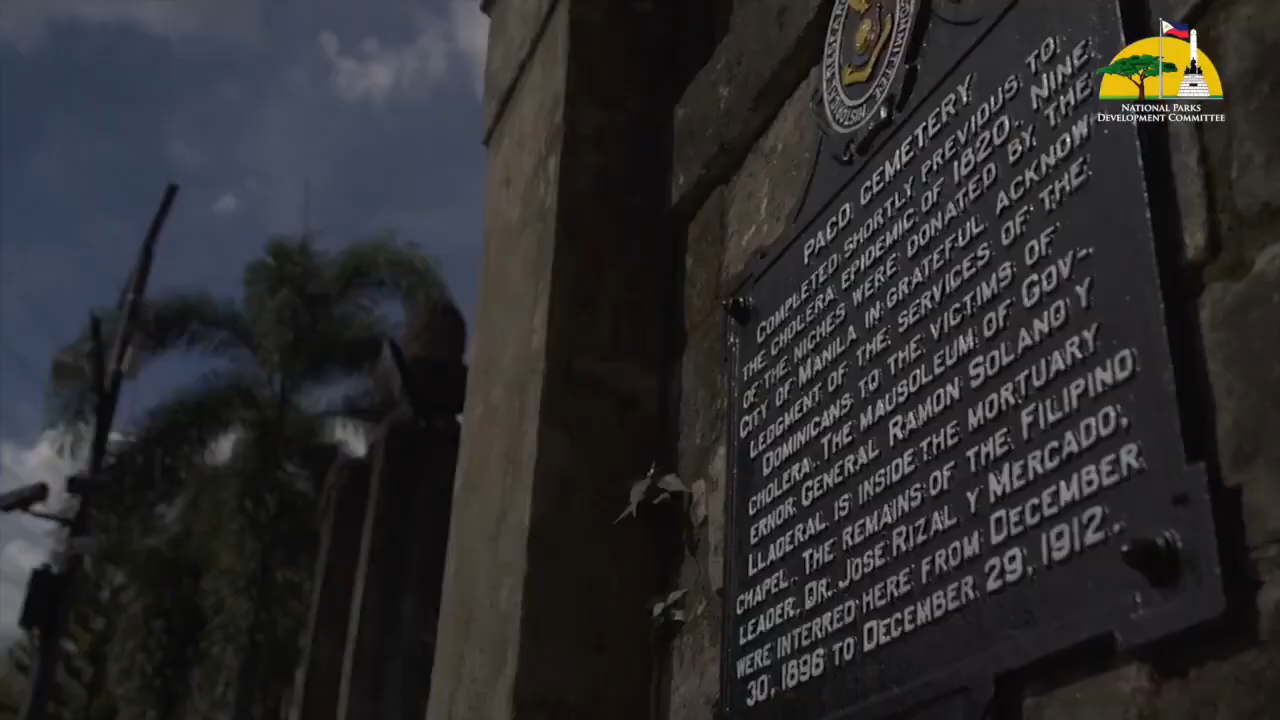 NATIONAL PARKS
DEVELOPMENT COMMITTEE
PACO CEMETERY
COMPLETED SHORTLY PREVIOUS TO
THE CHOLERA EPIDEMIC OF 1820. NINE
OF THE NICHES WERE DONATED BY THE
CITY OF MANILA IN GRATEFUL ACKNOW-
LEDGMENT OF THE SERVICES OF THE
DOMINICANS TO THE VICTIMS OF
CHOLERA. THE MAUSOLEUM OF GOV-
ERNOR GENERAL RAMON SOLANO Y
LLADERAL IS INSIDE THE MORTUARY
CHAPEL. THE REMAINS OF THE FILIPINO
LEADER, DR. JOSE RIZAL Y MERCADO,
WERE INTERRED HERE FROM DECEMBER
30, 1896 TO DECEMBER 29, 1912.